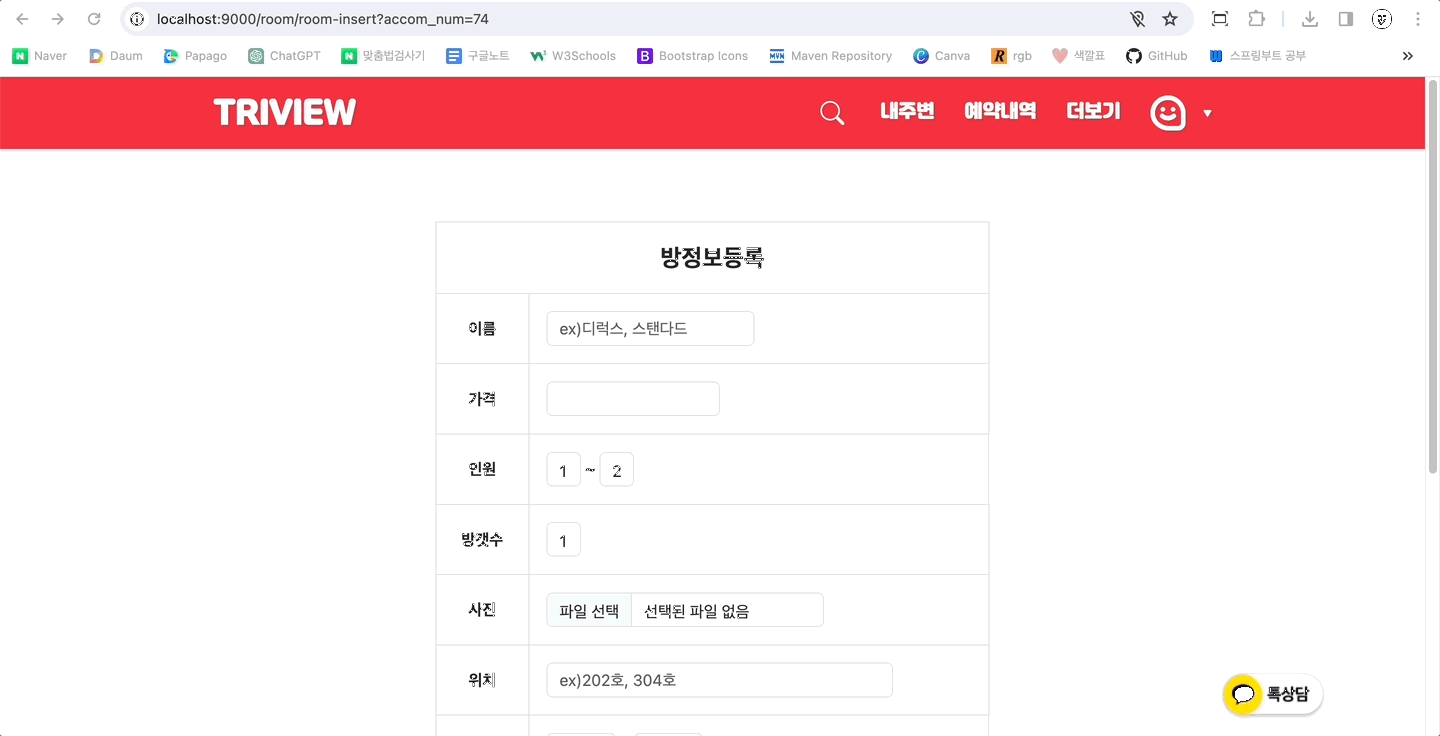 localhost:9000/room/room-insert?accom_num=74
Naver Daum Papago ChatGPT 맞춤법검사기 구글노트 W3Schools Bootstrap Icons Maven Repository Canva rgb 색깔표 GitHub 스프링부트 공부 »
TRIVIEW 내주변 예약내역 더보기 ▼
방정보등록
이름 ex)디럭스, 스탠다드
가격
인원 1 ~ 2
방갯수 1
사진 파일 선택 선택된 파일 없음
위치 ex)202호, 304호
톡상담